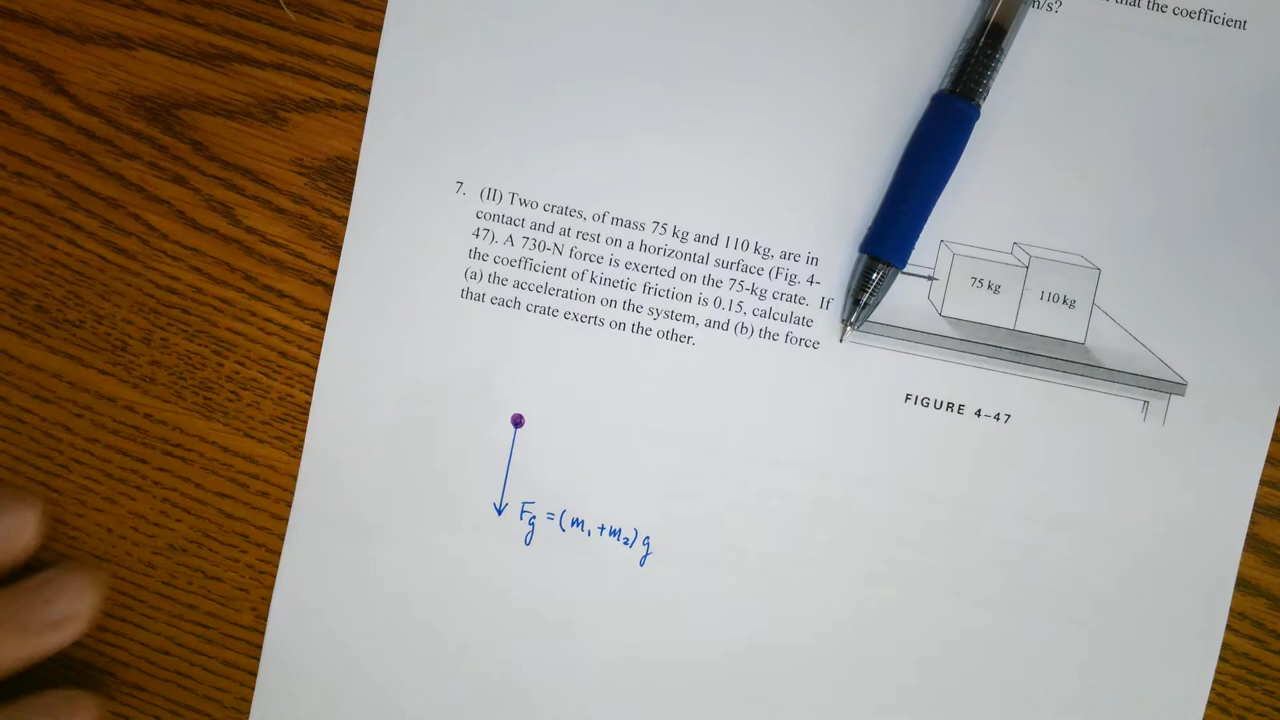 that the coefficient
m/s?
7. (II) Two crates, of mass 75 kg and 110 kg, are in
contact and at rest on a horizontal surface (Fig. 4-
47). A 730-N force is exerted on the 75-kg crate. If
the coefficient of kinetic friction is 0.15, calculate
(a) the acceleration on the system, and (b) the force
that each crate exerts on the other.
75 kg
110 kg
FIGURE 4–47
Fg = (m₁ + m₂) g